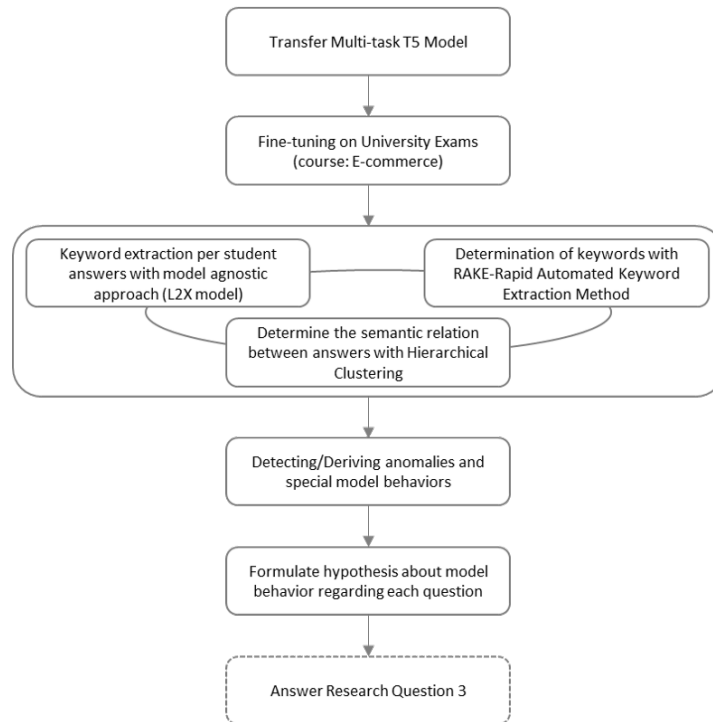 Transfer Multi-task T5 Model
Fine-tuning on University Exams
(course: E-commerce)
Keyword extraction per student
answers with model agnostic
approach (L2X model)
Determination of keywords with
RAKE-Rapid Automated Keyword
Extraction Method
Determine the semantic relation
between answers with Hierarchical
Clustering
Detecting/Deriving anomalies and
special model behaviors
Formulate hypothesis about model
behavior regarding each question
Answer Research Question 3